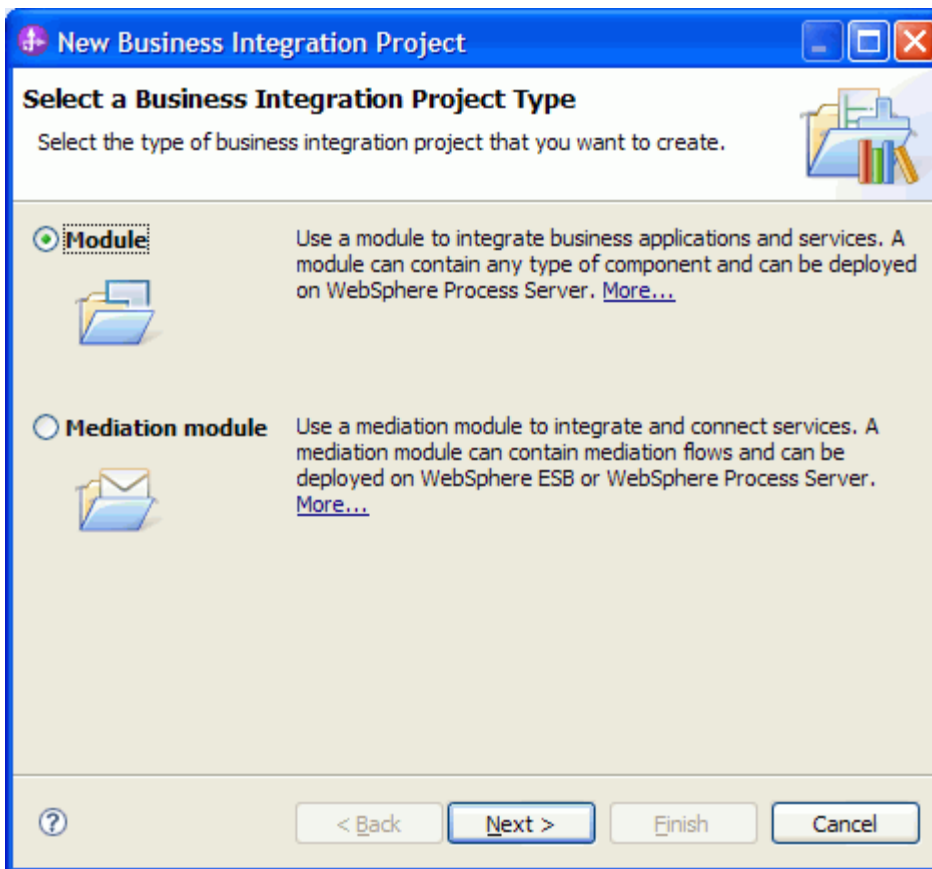 New Business Integration Project
Select a Business Integration Project Type
Select the type of business integration project that you want to create.
Module
Use a module to integrate business applications and services. A
module can contain any type of component and can be deployed
on WebSphere Process Server. More...
Mediation module
Use a mediation module to integrate and connect services. A
mediation module can contain mediation flows and can be
deployed on WebSphere ESB or WebSphere Process Server.
More...
? < Back Next > Finish Cancel